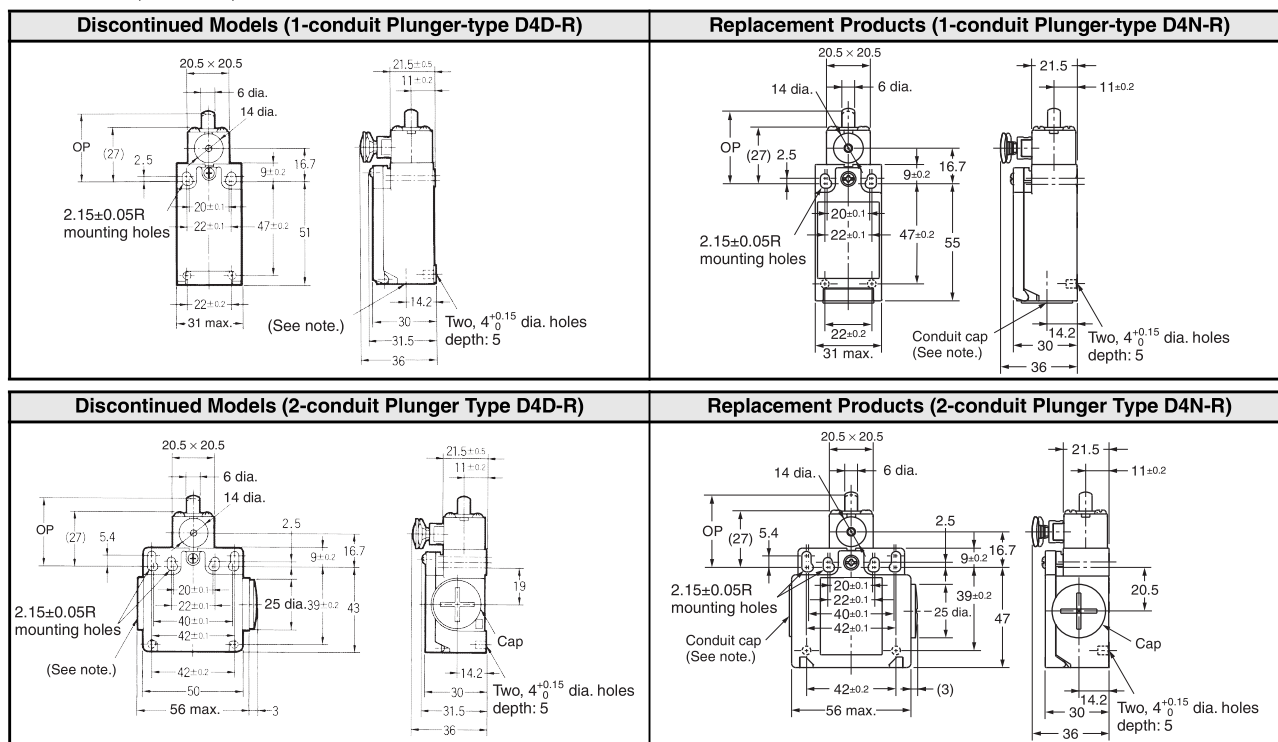 Discontinued Models (1-conduit Plunger-type D4D-R)
20.5 × 20.5
6 dia.
14 dia.
OP
(27)
2.5
9±0.2
16.7
2.15±0.05R
mounting holes
20±0.1
22±0.1
47±0.2
51
22±0.2
31 max.
21.5±0.5
11±0.2
(See note.)
14.2
30
31.5
36
Two, 4 +0.15 0 dia. holes
depth: 5
Replacement Products (1-conduit Plunger-type D4N-R)
20.5 × 20.5
14 dia.
6 dia.
OP
(27)
2.5
9±0.2
16.7
2.15±0.05R
mounting holes
20±0.1
22±0.1
47±0.2
55
22±0.2
31 max.
21.5
11±0.2
Conduit cap
(See note.)
14.2
30
36
Two, 4 +0.15 0 dia. holes
depth: 5
Discontinued Models (2-conduit Plunger Type D4D-R)
20.5 × 20.5
6 dia.
14 dia.
OP
(27)
5.4
2.5
9±0.2
16.7
2.15±0.05R
mounting holes
20±0.1
22±0.1
40±0.1
42±0.1
25 dia.
39±0.2
43
(See note.)
42±0.2
50
56 max.
3
21.5±0.5
11±0.2
19
Cap
14.2
30
31.5
36
Two, 4 +0.15 0 dia. holes
depth: 5
Replacement Products (2-conduit Plunger Type D4N-R)
20.5 × 20.5
14 dia.
6 dia.
OP
(27)
5.4
2.5
9±0.2
16.7
2.15±0.05R
mounting holes
20±0.1
22±0.1
40±0.1
42±0.1
25 dia.
39±0.2
47
Conduit cap
(See note.)
42±0.2
(3)
56 max.
21.5
11±0.2
20.5
Cap
14.2
30
36
Two, 4 +0.15 0 dia. holes
depth: 5